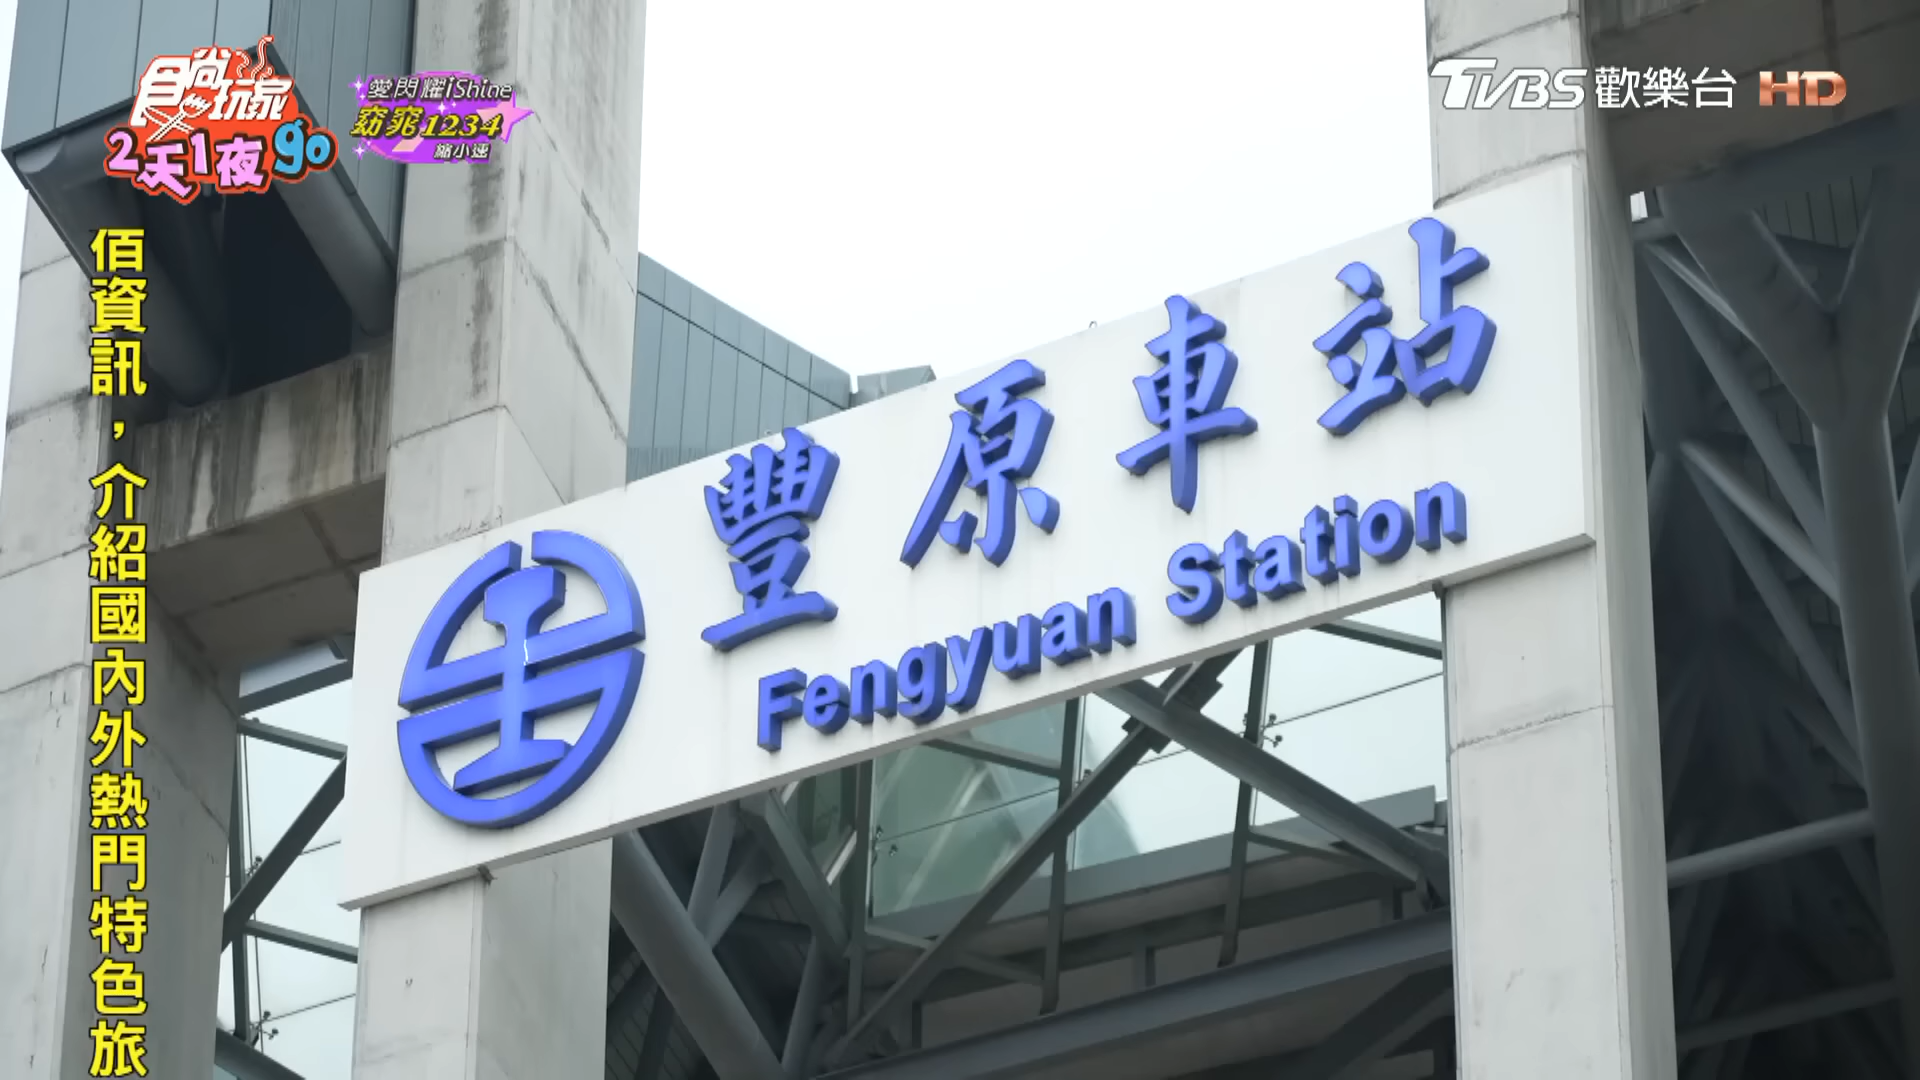 食尚玩家
2天1夜go
愛閃耀iShine
窈窕1234
縮小速
TVBS歡樂台 HD
佰資訊，介紹國內外熱門特色旅
豐原車站
Fengyuan Station